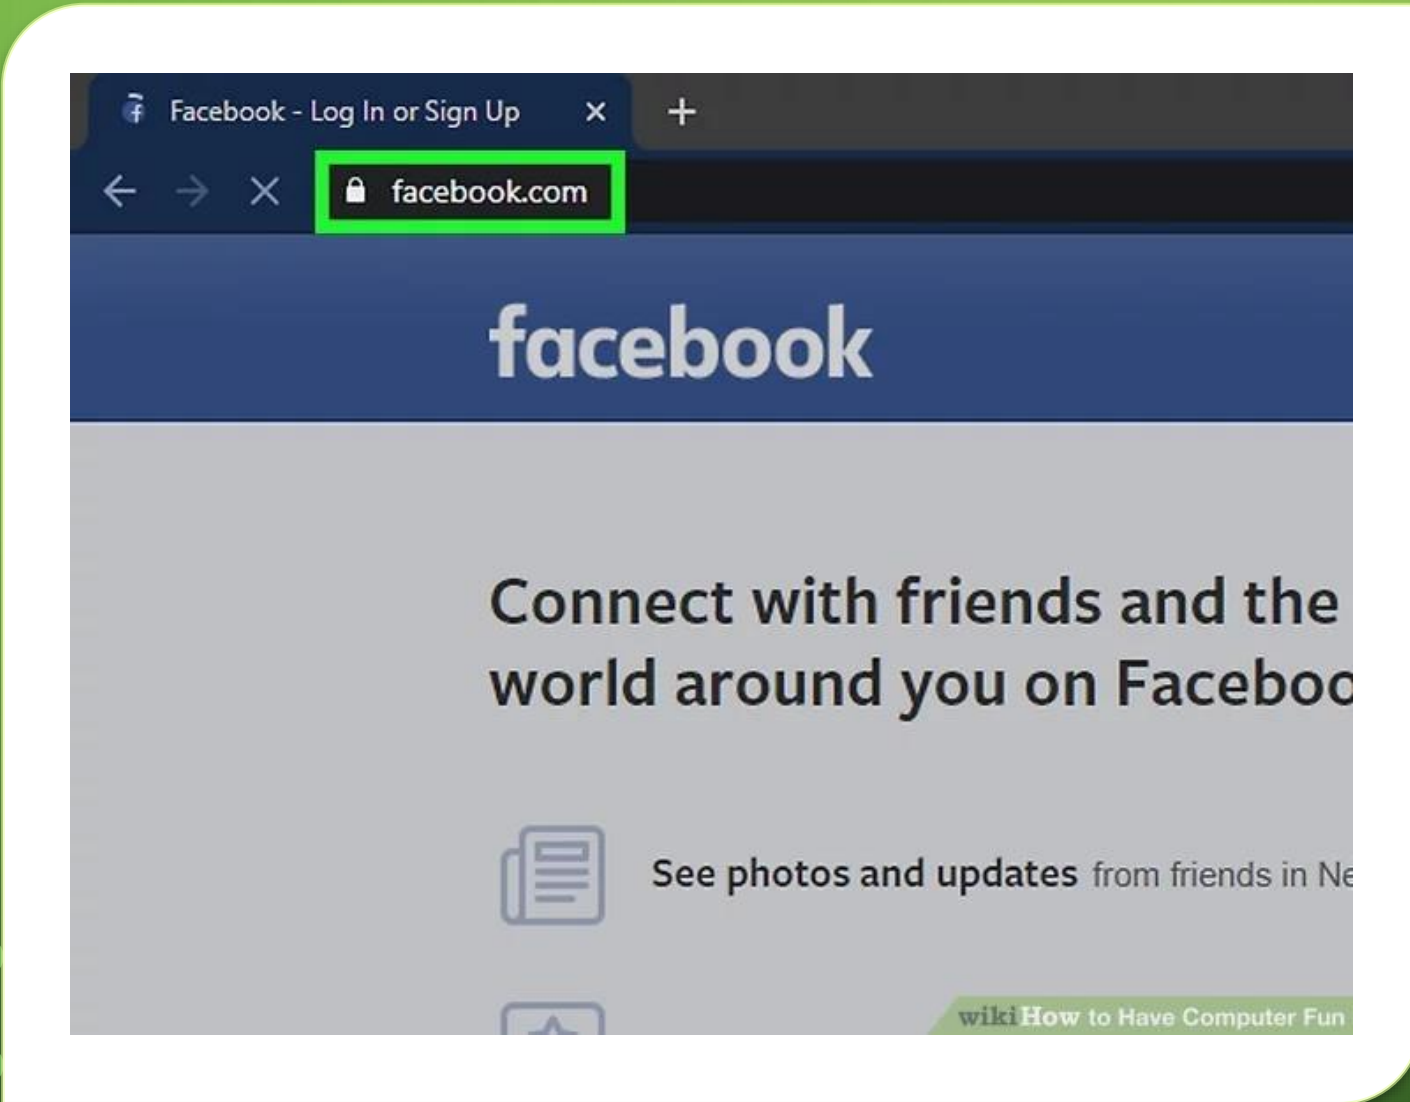 Facebook - Log In or Sign Up
facebook.com
facebook
Connect with friends and the
world around you on Faceboo
See photos and updates from friends in Ne
wikiHow to Have Computer Fun